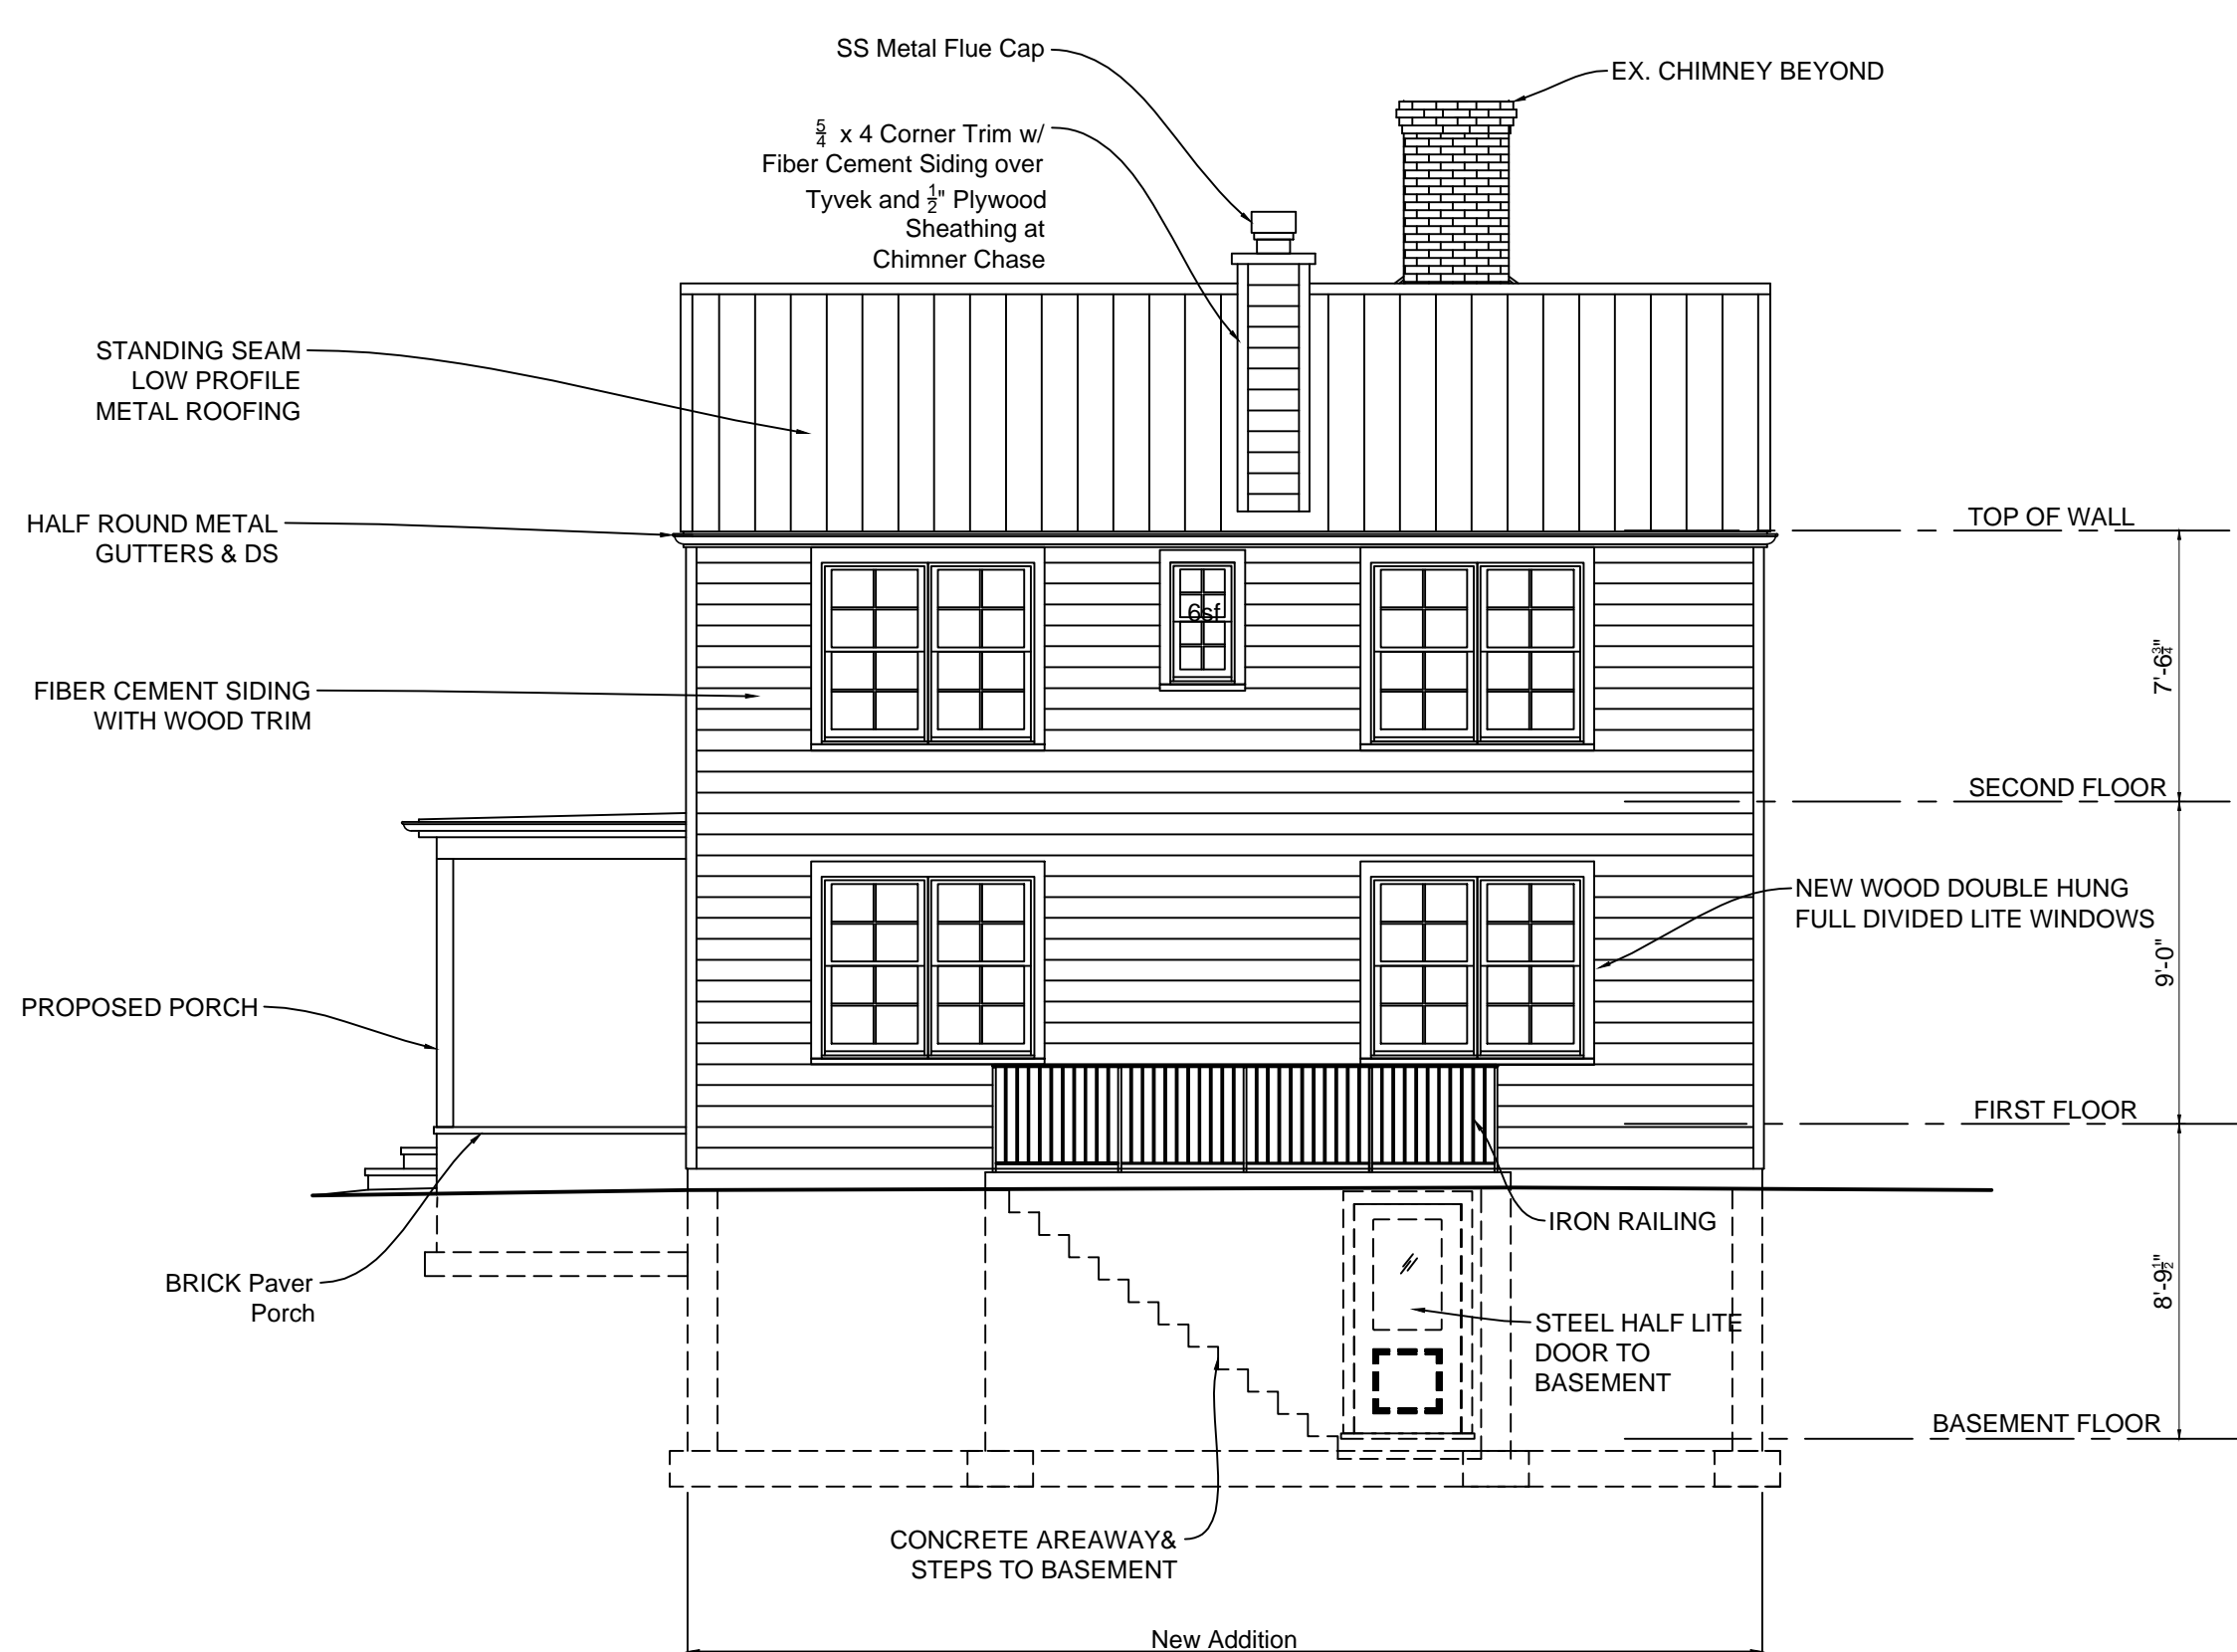 SS Metal Flue Cap
EX. CHIMNEY BEYOND
5/4 x 4 Corner Trim w/
Fiber Cement Siding over
Tyvek and 1/2" Plywood
Sheathing at
Chimner Chase
STANDING SEAM
LOW PROFILE
METAL ROOFING
HALF ROUND METAL
GUTTERS & DS
TOP OF WALL
6sf
7'-6 3/4"
FIBER CEMENT SIDING
WITH WOOD TRIM
SECOND FLOOR
NEW WOOD DOUBLE HUNG
FULL DIVIDED LITE WINDOWS
9'-0"
PROPOSED PORCH
FIRST FLOOR
IRON RAILING
BRICK Paver
Porch
8'-9 1/2"
STEEL HALF LITE
DOOR TO
BASEMENT
BASEMENT FLOOR
CONCRETE AREAWAY&
STEPS TO BASEMENT
New Addition